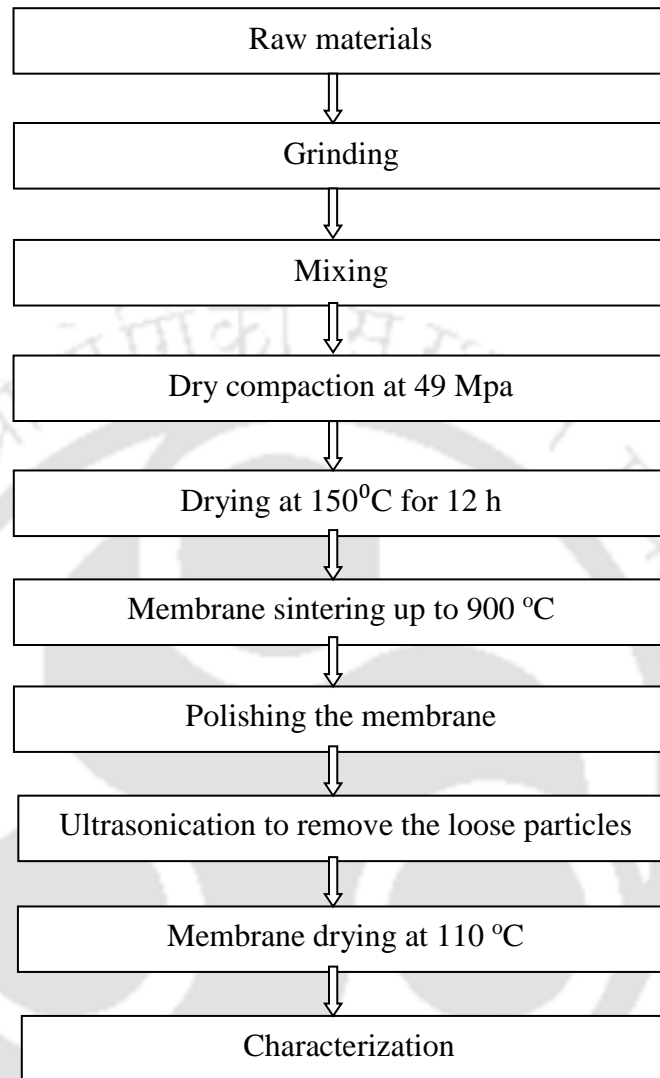 Raw materials
Grinding
Mixing
Dry compaction at 49 Mpa
Drying at 150⁰C for 12 h
Membrane sintering up to 900 ºC
Polishing the membrane
Ultrasonication to remove the loose particles
Membrane drying at 110 ºC
Characterization